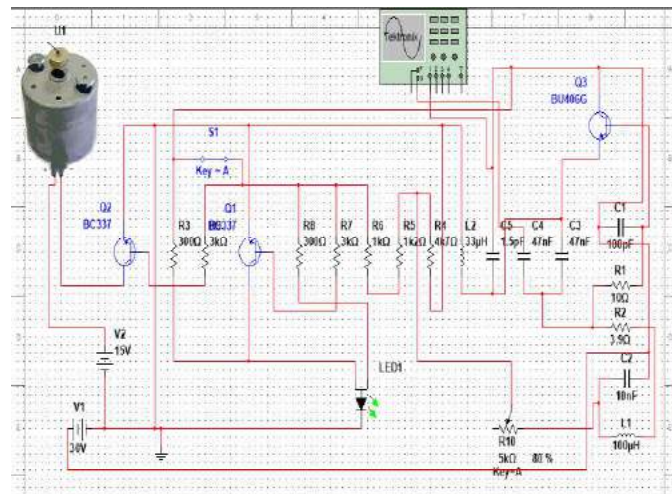 U1
Tektronix
Q3
BU406G
S1
Key = A
Q2
BC337
Q1
BC337
R3
300Ω
3kΩ
R8
300Ω
R7
3kΩ
R6
1kΩ
R5
1kΩ2
R4
4k7Ω
L2
33µH
C5
1.5pF
C4
47nF
C3
47nF
C1
100pF
R1
10Ω
R2
3.9Ω
V2
15V
LED1
C2
10nF
V1
30V
R10
5kΩ
80 %
Key=A
L1
100µH